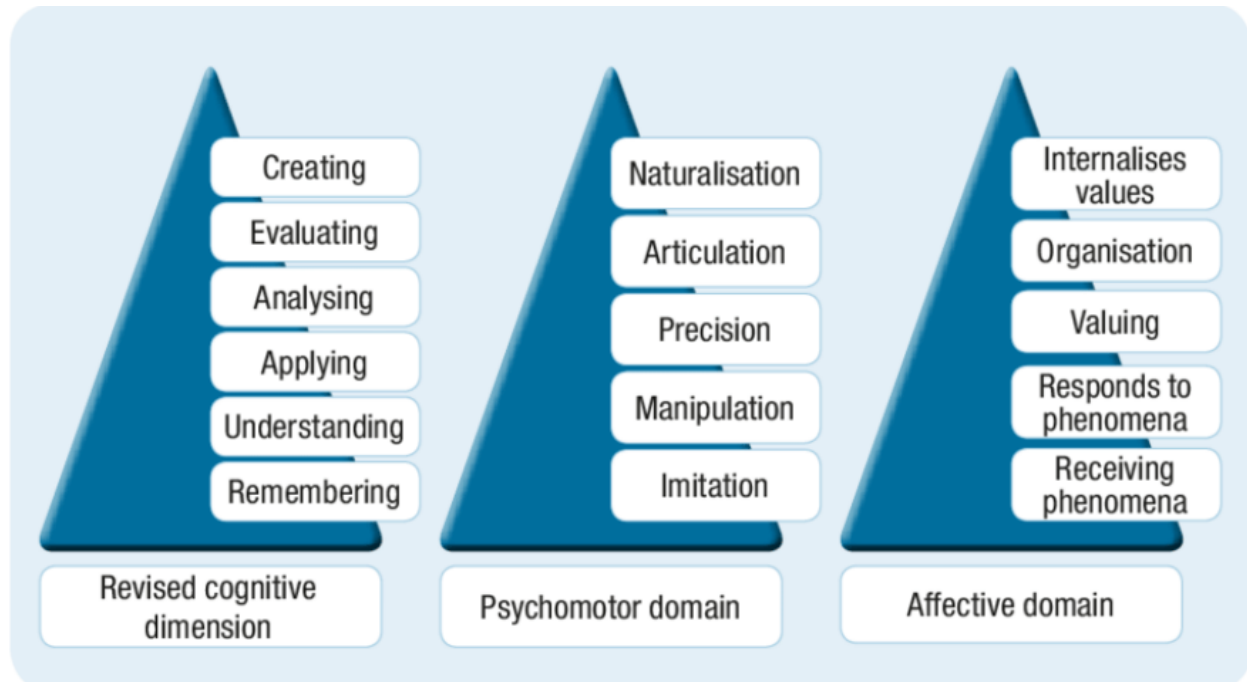 Creating
Evaluating
Analysing
Applying
Understanding
Remembering
Revised cognitive
dimension
Naturalisation
Articulation
Precision
Manipulation
Imitation
Psychomotor domain
Internalises
values
Organisation
Valuing
Responds to
phenomena
Receiving
phenomena
Affective domain